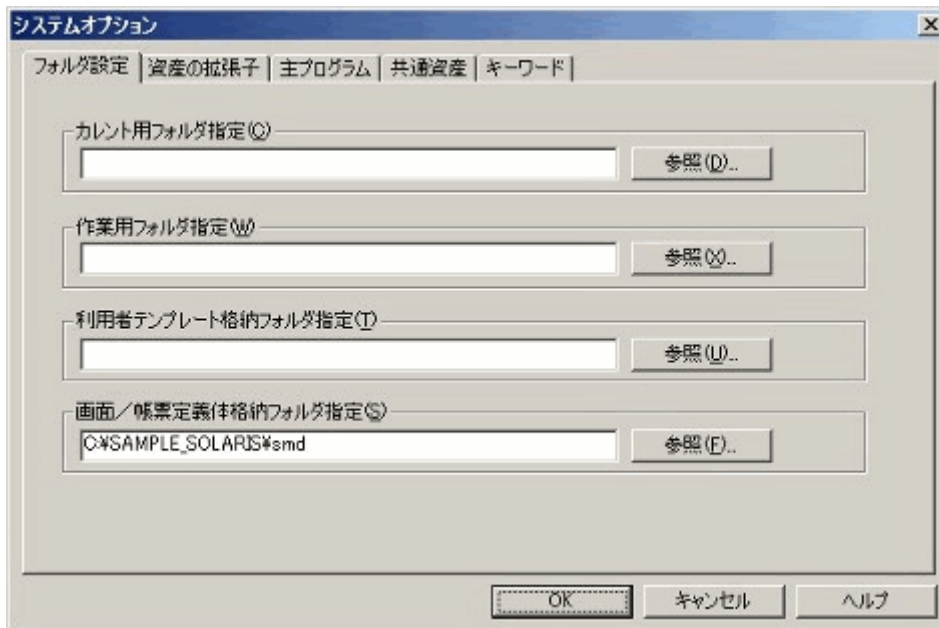 システムオプション
フォルダ設定 資産の拡張子 主プログラム 共通資産 キーワード
カレント用フォルダ指定(C)
参照(D)...
作業用フォルダ指定(W)
参照(X)...
利用者テンプレート格納フォルダ指定(T)
参照(U)...
画面/帳票定義体格納フォルダ指定(S)
C:¥SAMPLE_SOLARIS¥smd 参照(F)...
OK キャンセル ヘルプ